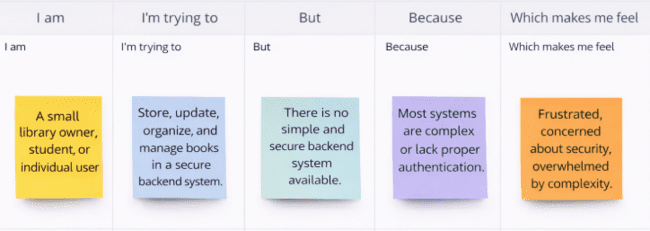 I am
I'm trying to
But
Because
Which makes me feel
I am
I'm trying to
But
Because
Which makes me feel
A small
library owner,
student, or
individual user
Store, update,
organize, and
manage books
in a secure
backend system.
There is no
simple and
secure backend
system
available.
Most systems
are complex
or lack proper
authentication.
Frustrated,
concerned
about security,
overwhelmed
by complexity.